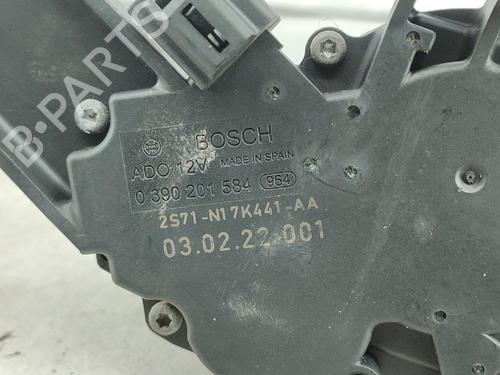 B-Parts
BOSCH
ADO 12V MADE IN SPAIN
0 390 201 584 964
2S71-N17K441-AA
03.02.22 001